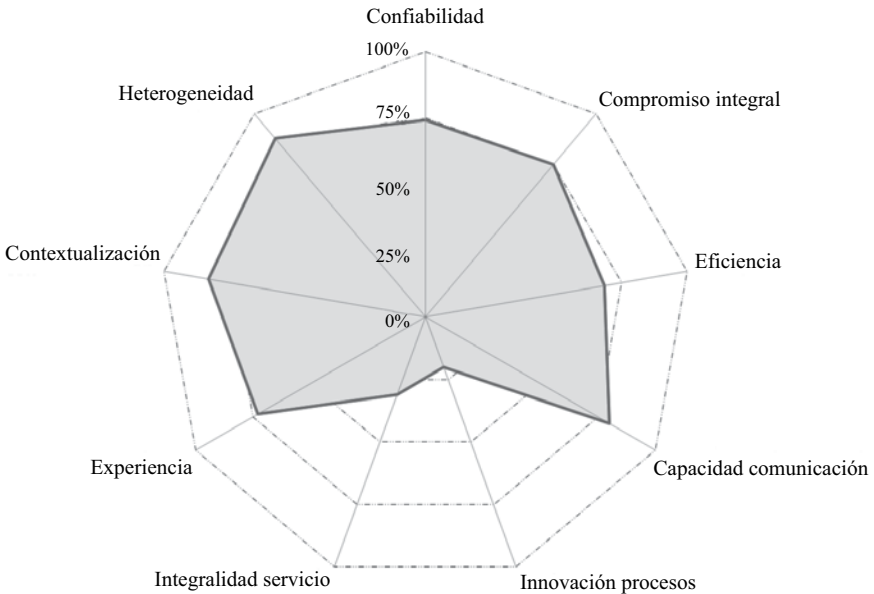 Confiabilidad
100%
Heterogeneidad
Compromiso integral
75%
50%
Contextualización
25%
Eficiencia
0%
Experiencia
Capacidad comunicación
Integralidad servicio
Innovación procesos